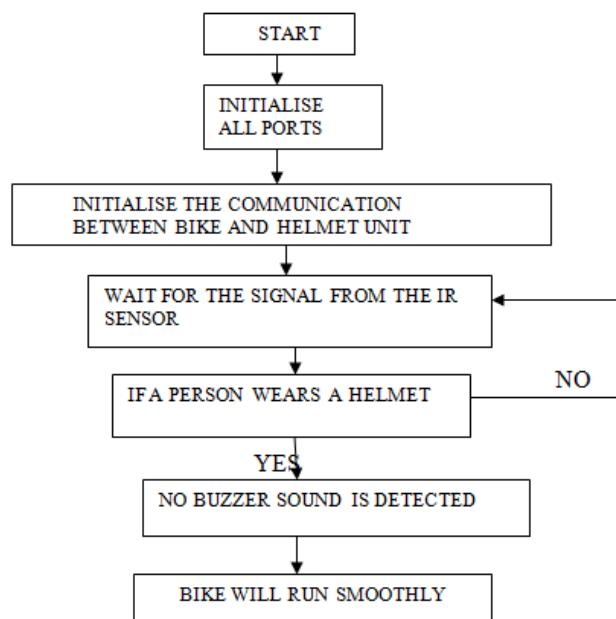 START
INITIALISE
ALL PORTS
INITIALISE THE COMMUNICATION
BETWEEN BIKE AND HELMET UNIT
WAIT FOR THE SIGNAL FROM THE IR
SENSOR
IF A PERSON WEARS A HELMET
NO
YES
NO BUZZER SOUND IS DETECTED
BIKE WILL RUN SMOOTHLY